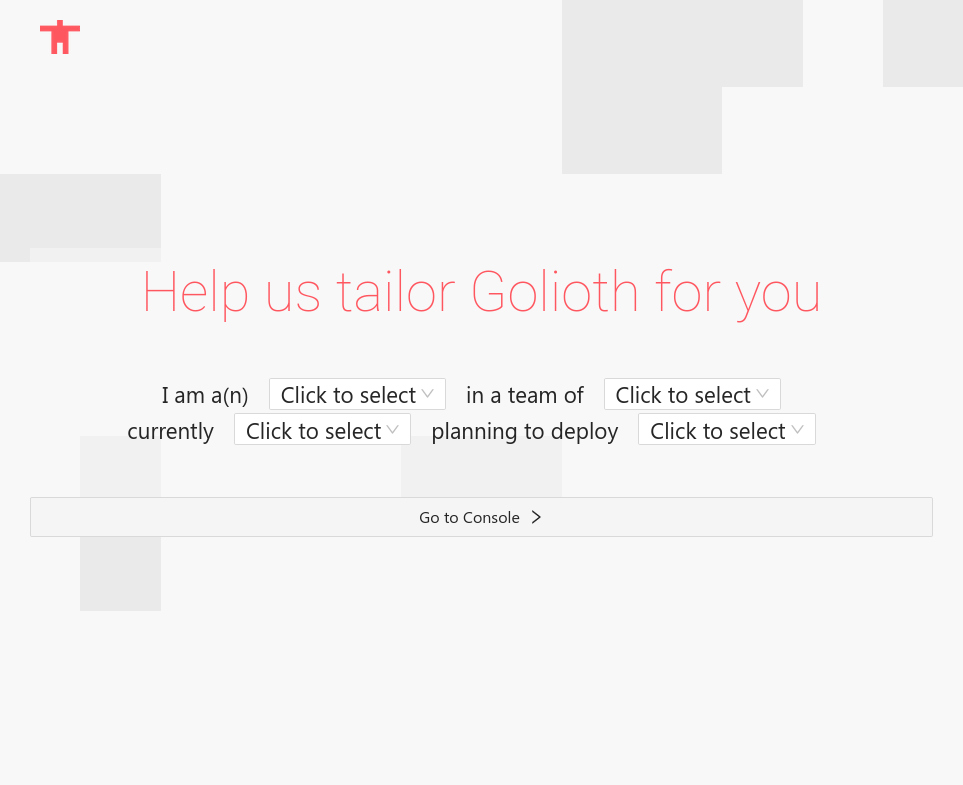 Help us tailor Golioth for you
I am a(n) Click to select in a team of Click to select
currently Click to select planning to deploy Click to select
Go to Console